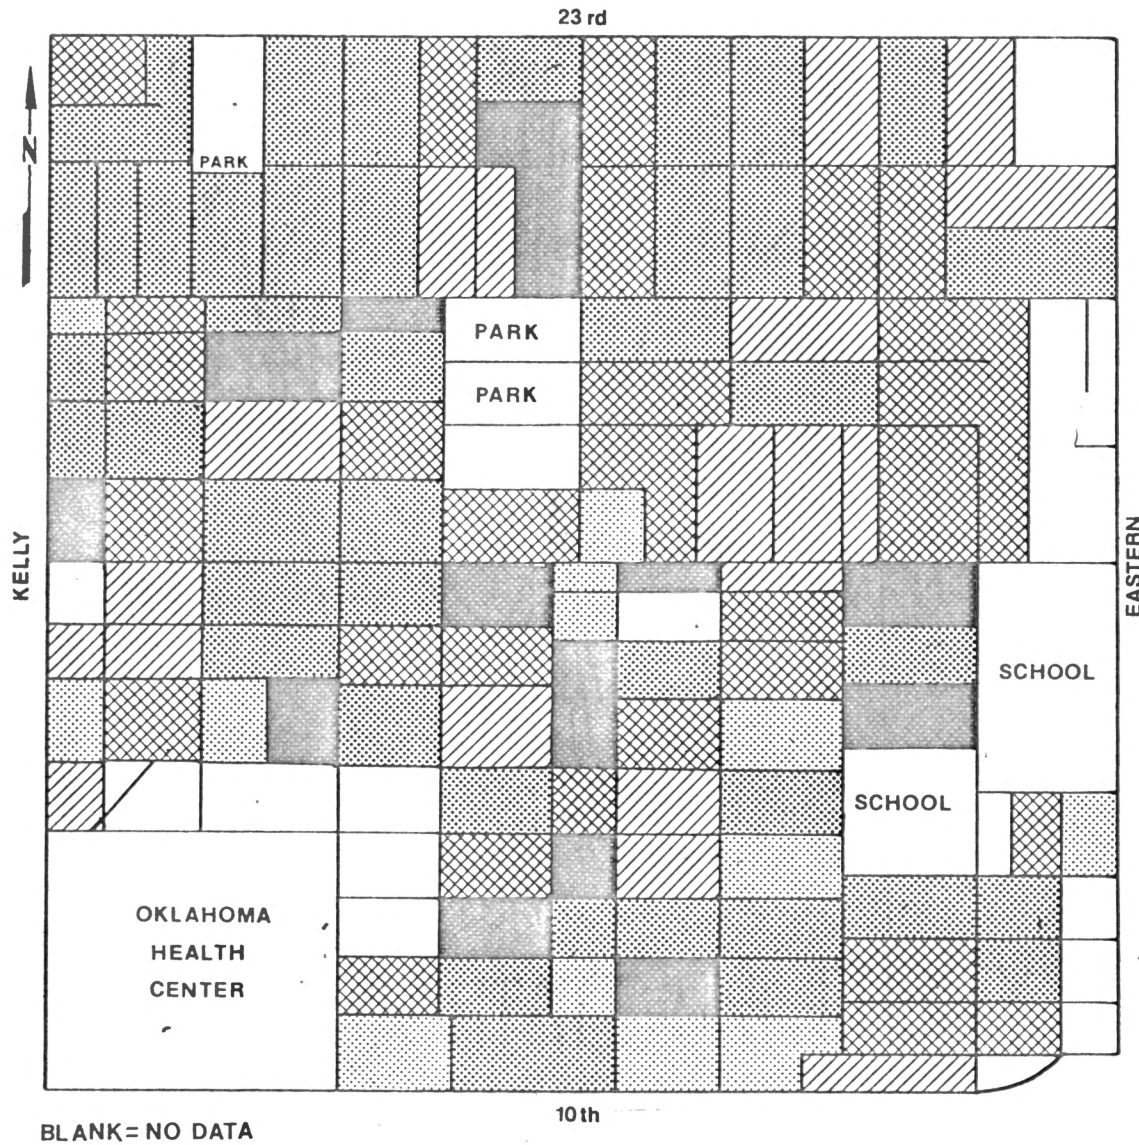 23 rd
N
PARK
PARK
PARK
KELLY
EASTERN
SCHOOL
SCHOOL
OKLAHOMA
HEALTH
CENTER
10th
BLANK= NO DATA